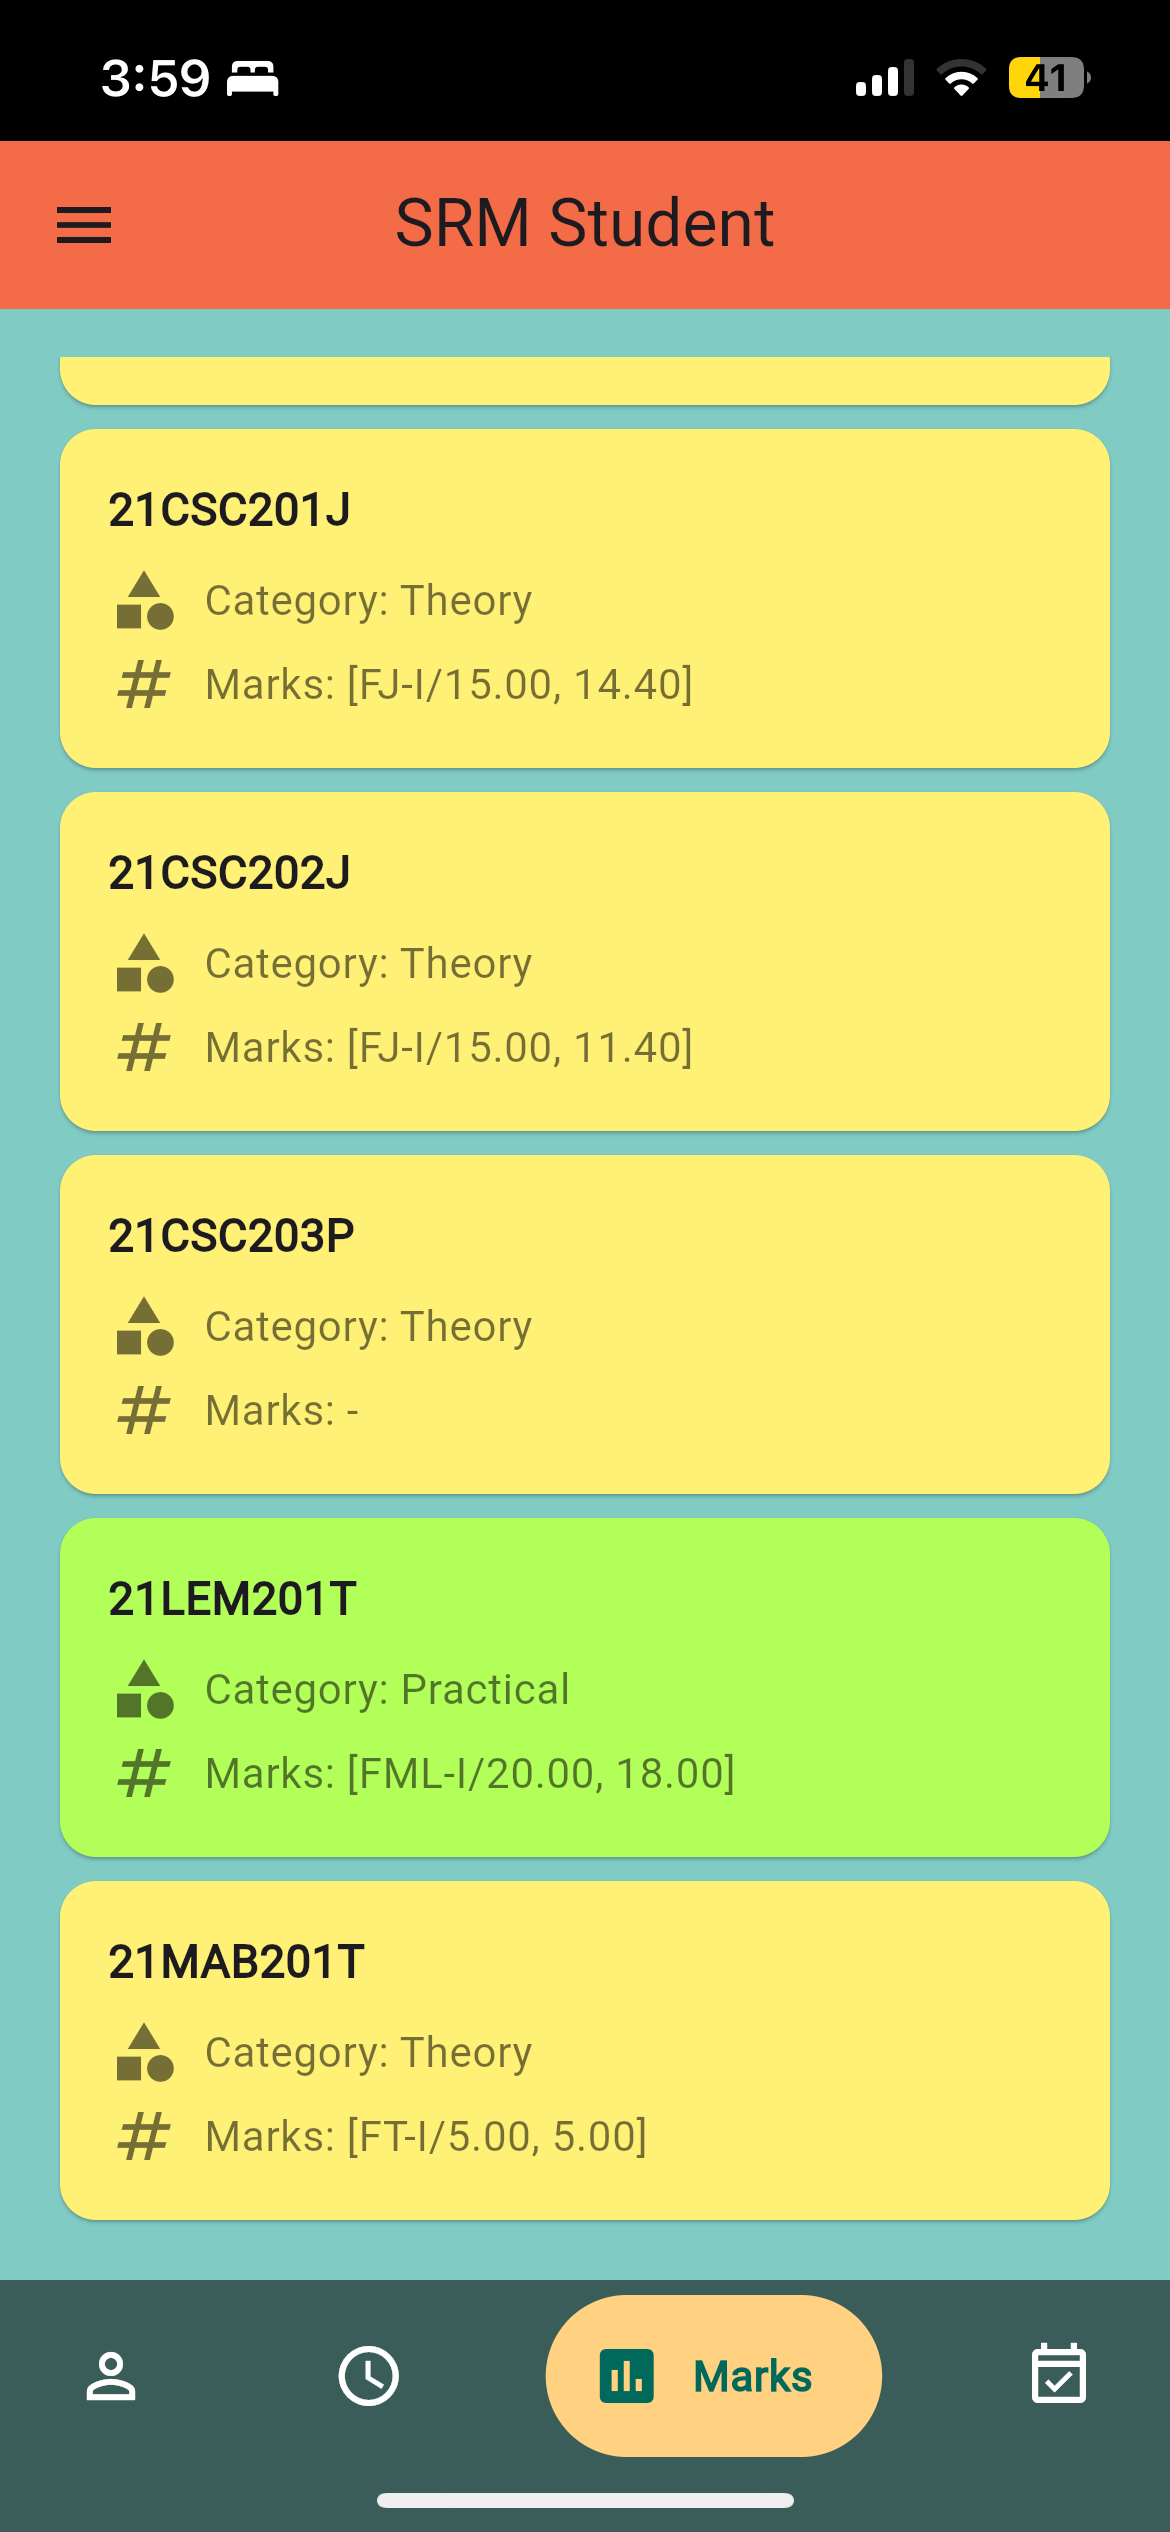 3:59
41
SRM Student
21CSC201J
Category: Theory
Marks: [FJ-I/15.00, 14.40]
21CSC202J
Category: Theory
Marks: [FJ-I/15.00, 11.40]
21CSC203P
Category: Theory
Marks: -
21LEM201T
Category: Practical
Marks: [FML-I/20.00, 18.00]
21MAB201T
Category: Theory
Marks: [FT-I/5.00, 5.00]
Marks